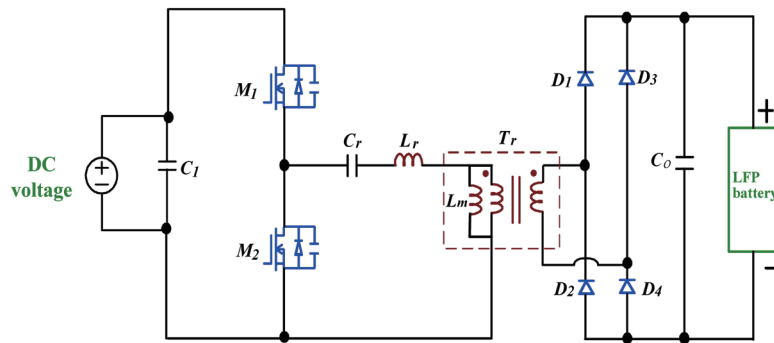 M1
D1
D3
+
DC
voltage
+
−
C1
Cr
Lr
Tr
Lm
Co
LFP
battery
M2
D2
D4
−